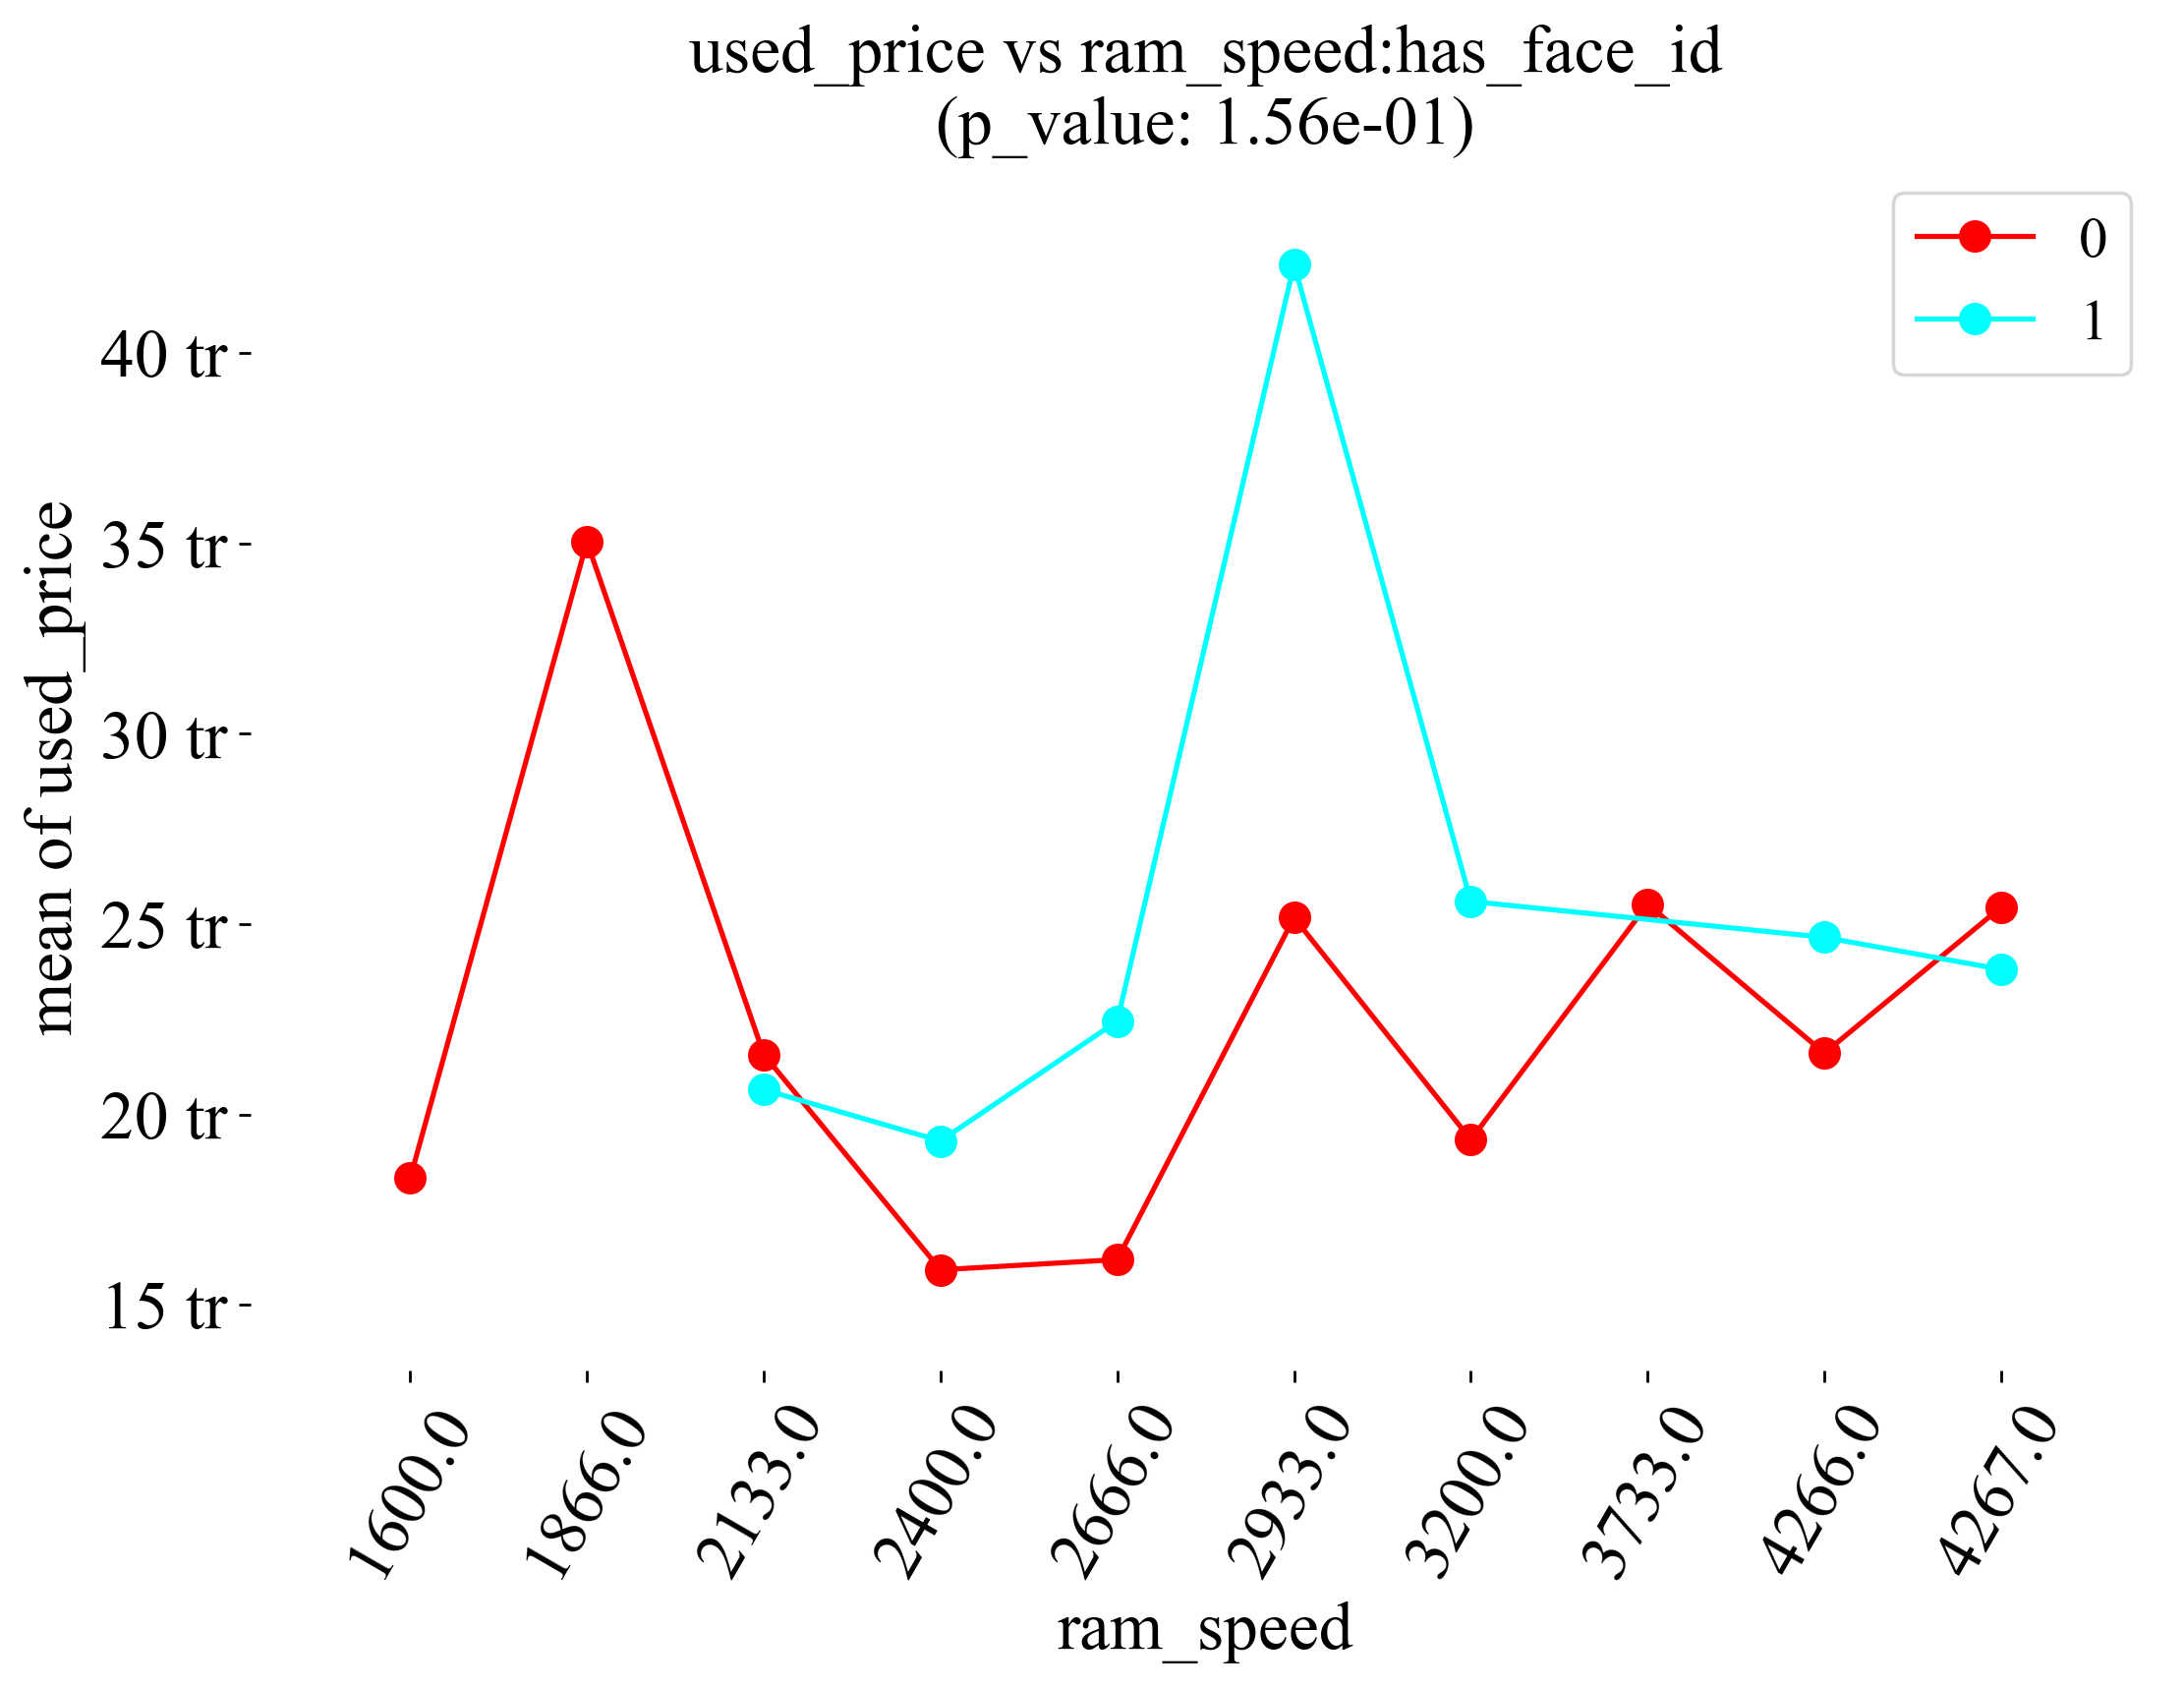 used_price vs ram_speed:has_face_id
(p_value: 1.56e-01)
0
1
mean of used_price
40 tr
35 tr
30 tr
25 tr
20 tr
15 tr
1600.0
1866.0
2133.0
2400.0
2666.0
2933.0
3200.0
3733.0
4266.0
4267.0
ram_speed